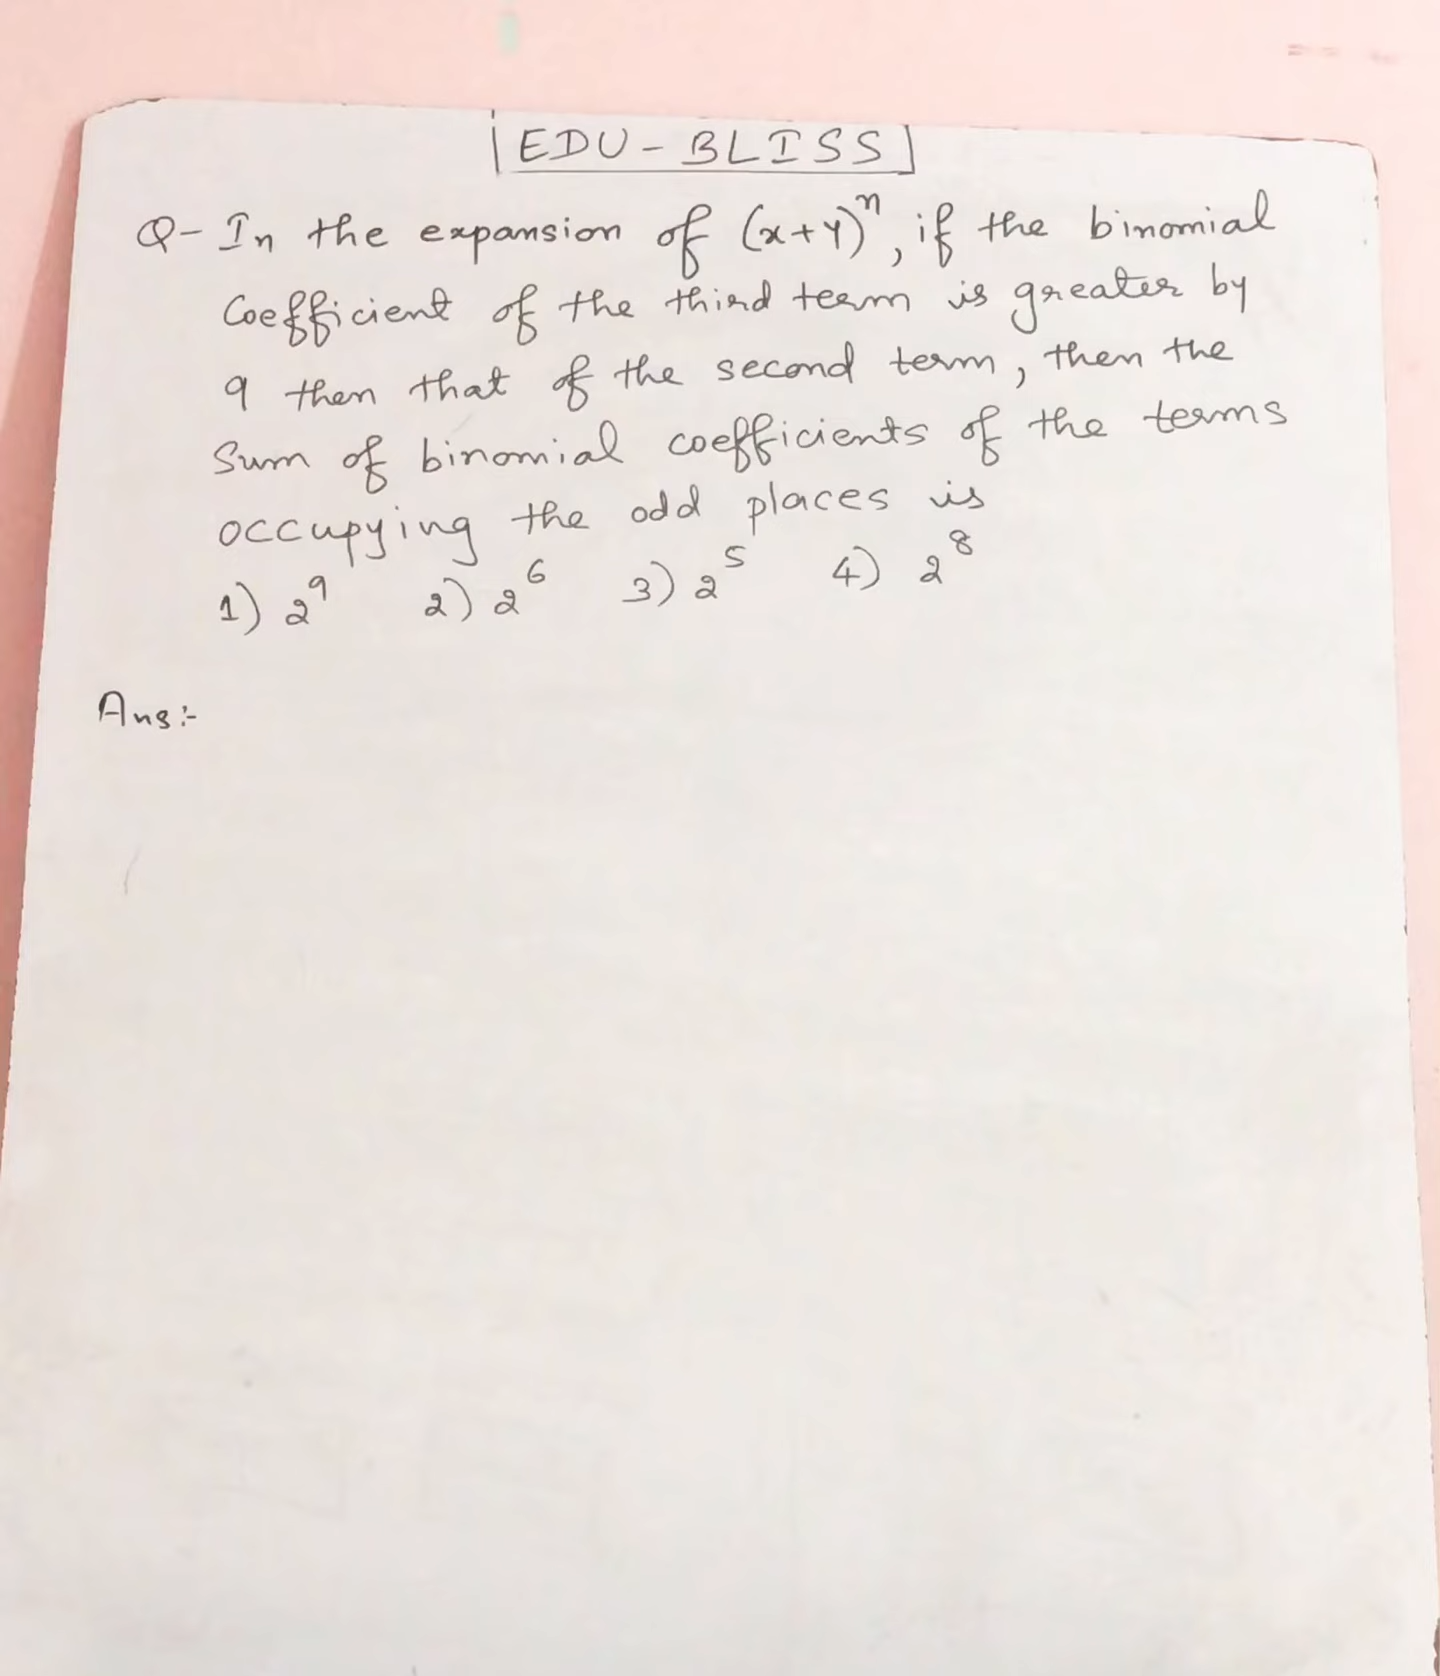 EDU-BLISS
Q- In the expansion of (x+y)ⁿ, if the binomial
Coefficient of the third term is greater by
9 then that of the second term, then the
Sum of binomial coefficients of the terms
occupying the odd places is
1) 2⁹ 2) 2⁶ 3) 2⁵ 4) 2⁸
Ans:-